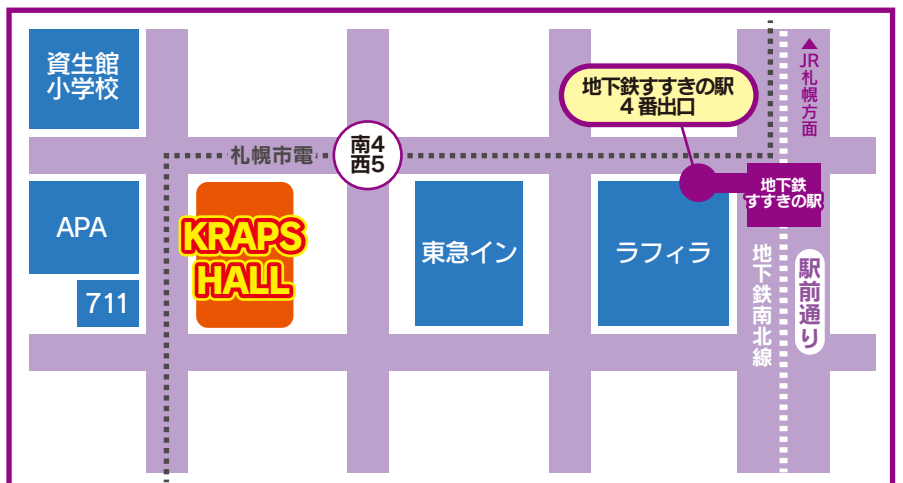 資生館
小学校
地下鉄すすきの駅
4 番出口
▲JR札幌方面
札幌市電
南4
西5
地下鉄
すすきの駅
APA
KRAPS
HALL
東急イン
ラフィラ
711
地下鉄南北線
駅前通り